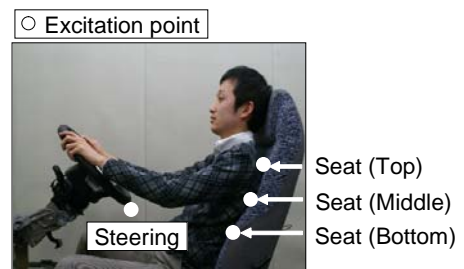 ○ Excitation point
Seat (Top)
Seat (Middle)
Steering
Seat (Bottom)